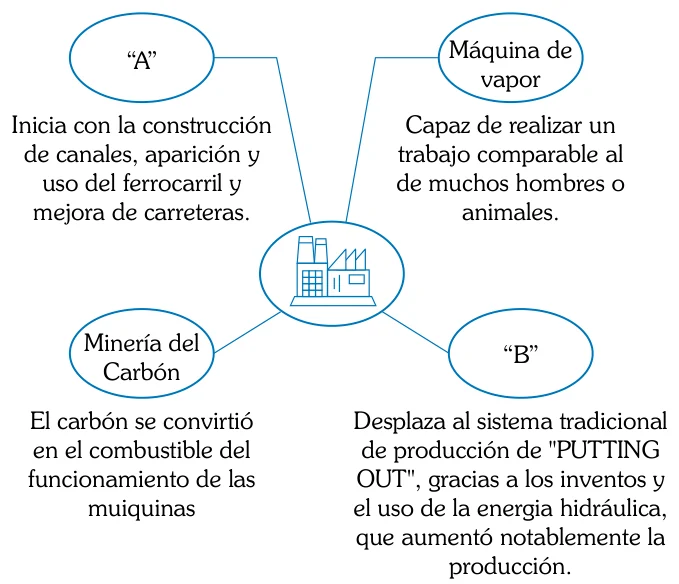 “A”
Inicia con la construcción
de canales, aparición y
uso del ferrocarril y
mejora de carreteras.
Máquina de
vapor
Capaz de realizar un
trabajo comparable al
de muchos hombres o
animales.
Minería del
Carbón
El carbón se convirtió
en el combustible del
funcionamiento de las
muiquinas
“B”
Desplaza al sistema tradicional
de producción de "PUTTING
OUT", gracias a los inventos y
el uso de la energia hidráulica,
que aumentó notablemente la
producción.